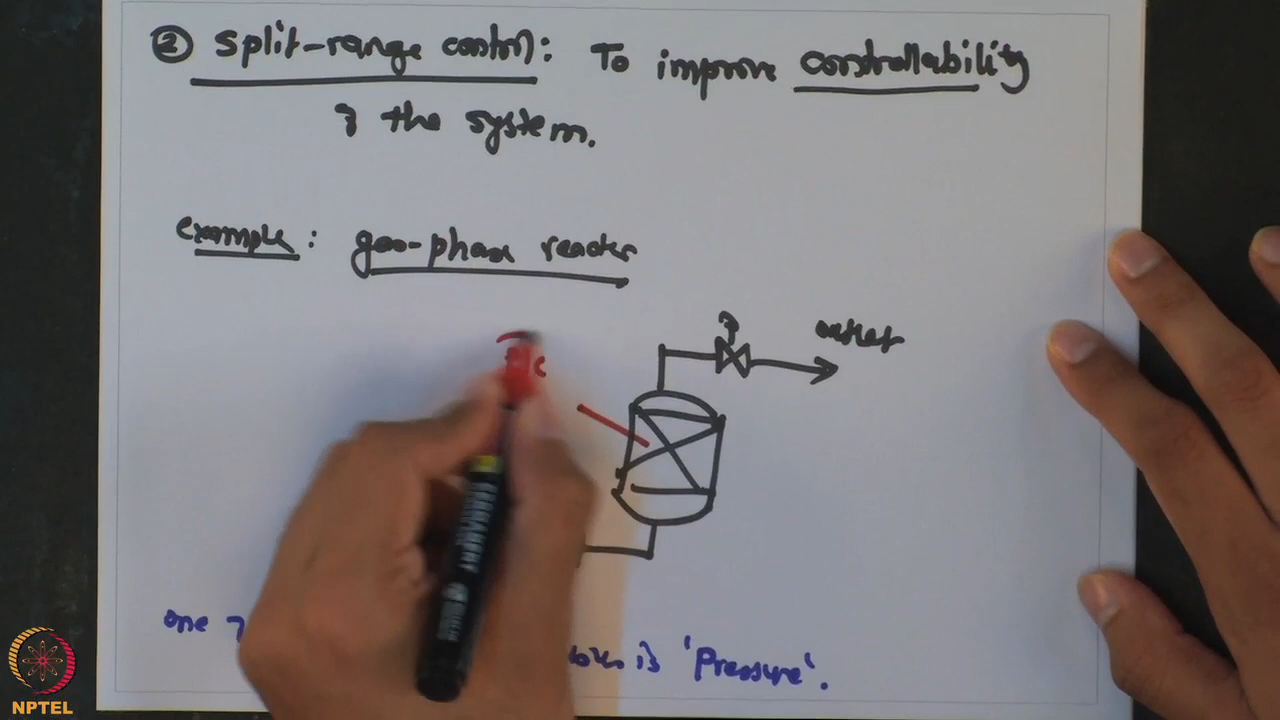 ② Split-range control: To improve controllability
of the system.
example: gas-phase reactor
outlet
c
one
is 'Pressure'.
NPTEL